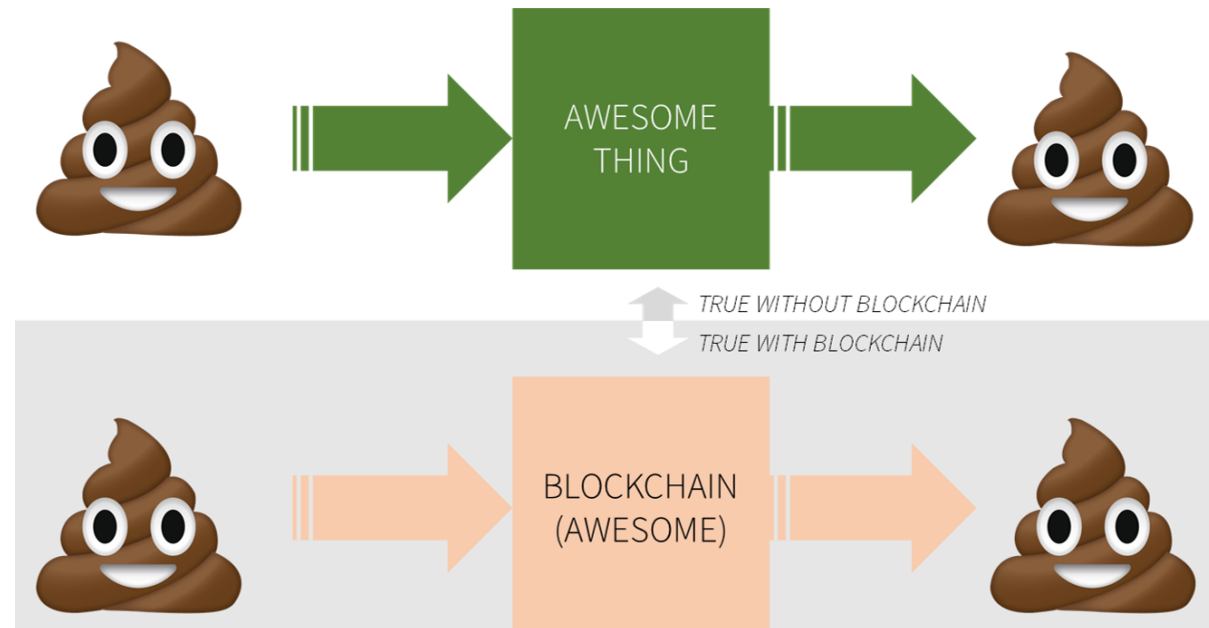 AWESOME
THING
TRUE WITHOUT BLOCKCHAIN
TRUE WITH BLOCKCHAIN
BLOCKCHAIN
(AWESOME)